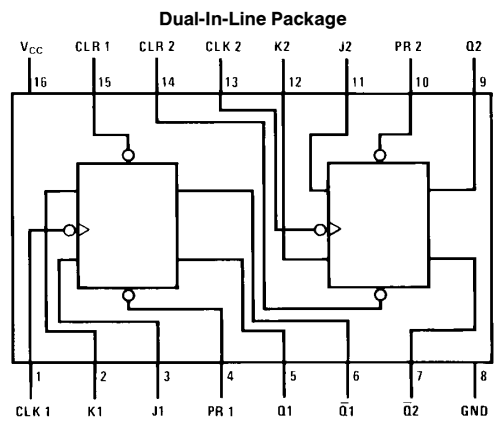 Dual-In-Line Package
VCC CLR 1 CLR 2 CLK 2 K2 J2 PR 2 Q2
16 15 14 13 12 11 10 9
1 2 3 4 5 6 7 8
CLK 1 K1 J1 PR 1 Q1 Q̅1 Q̅2 GND